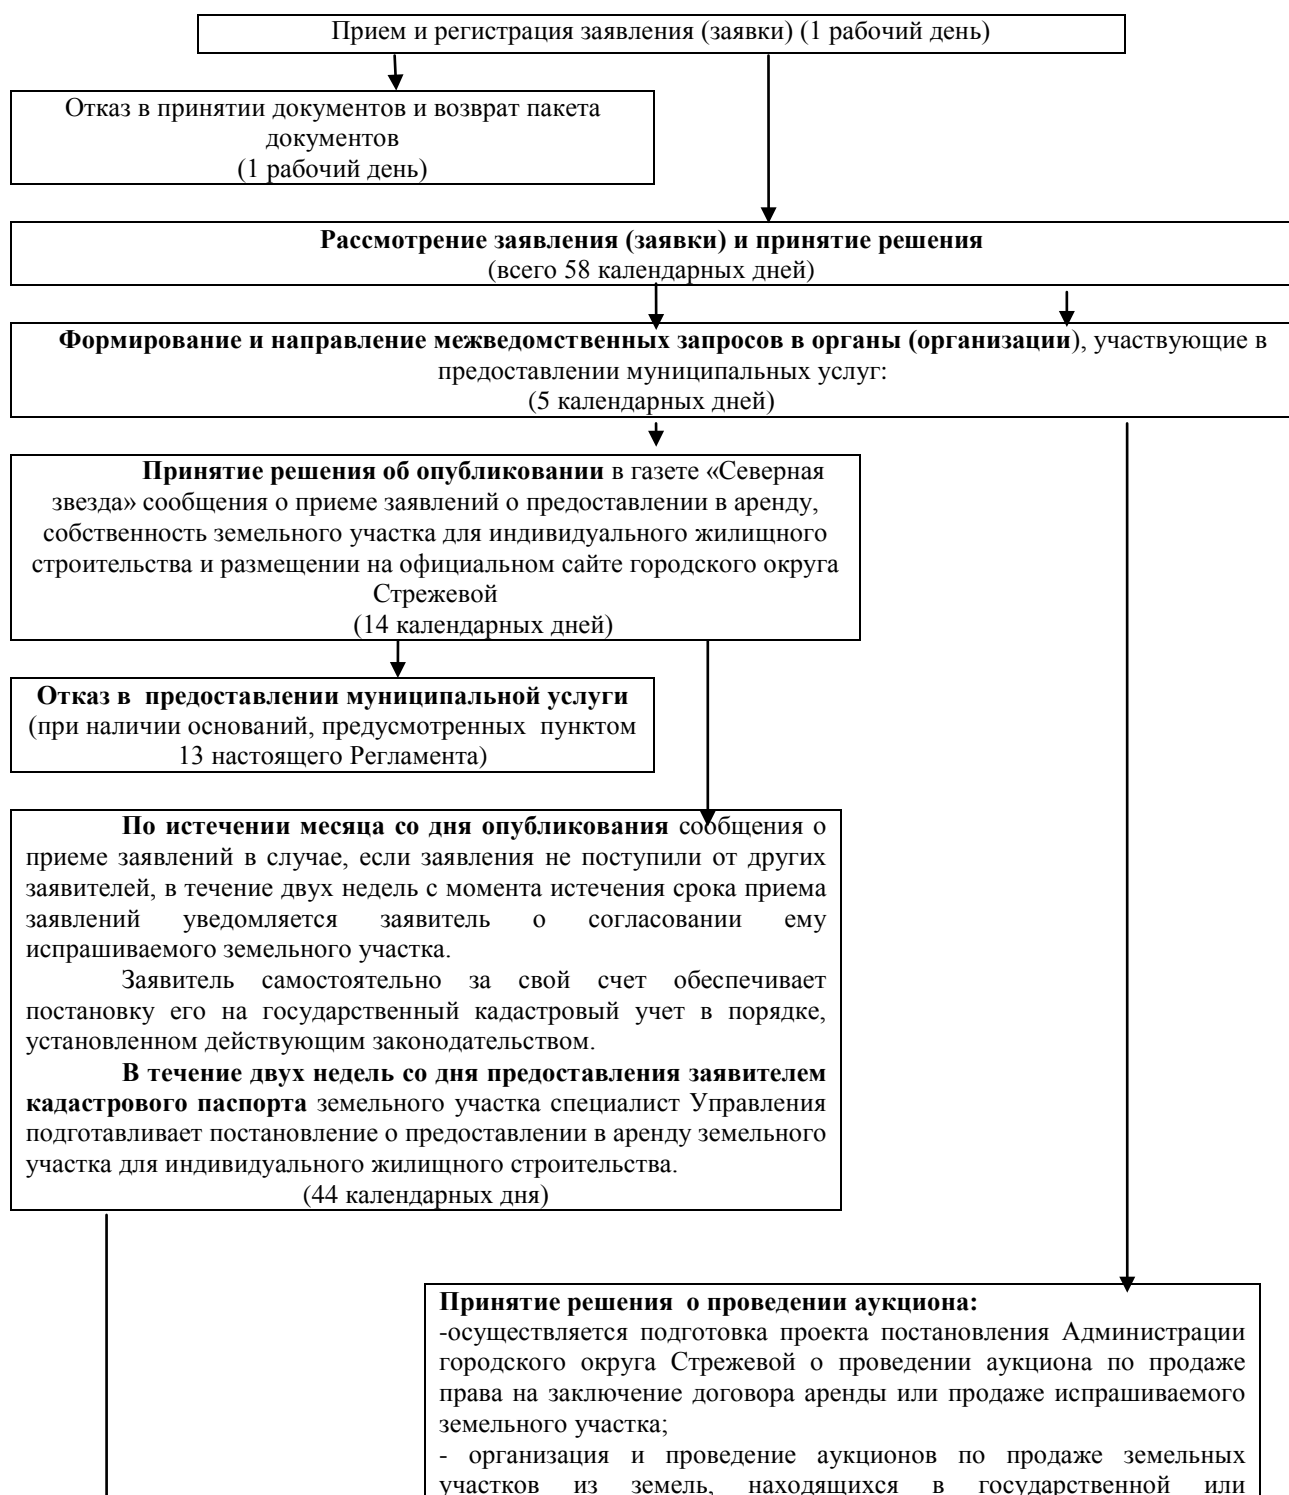 Прием и регистрация заявления (заявки) (1 рабочий день)
Отказ в принятии документов и возврат пакета
документов
(1 рабочий день)
Рассмотрение заявления (заявки) и принятие решения
(всего 58 календарных дней)
Формирование и направление межведомственных запросов в органы (организации), участвующие в
предоставлении муниципальных услуг:
(5 календарных дней)
Принятие решения об опубликовании в газете «Северная
звезда» сообщения о приеме заявлений о предоставлении в аренду,
собственность земельного участка для индивидуального жилищного
строительства и размещении на официальном сайте городского округа
Стрежевой
(14 календарных дней)
Отказ в предоставлении муниципальной услуги
(при наличии оснований, предусмотренных пунктом
13 настоящего Регламента)
По истечении месяца со дня опубликования сообщения о
приеме заявлений в случае, если заявления не поступили от других
заявителей, в течение двух недель с момента истечения срока приема
заявлений уведомляется заявитель о согласовании ему
испрашиваемого земельного участка.
Заявитель самостоятельно за свой счет обеспечивает
постановку его на государственный кадастровый учет в порядке,
установленном действующим законодательством.
В течение двух недель со дня предоставления заявителем
кадастрового паспорта земельного участка специалист Управления
подготавливает постановление о предоставлении в аренду земельного
участка для индивидуального жилищного строительства.
(44 календарных дня)
Принятие решения о проведении аукциона:
-осуществляется подготовка проекта постановления Администрации
городского округа Стрежевой о проведении аукциона по продаже
права на заключение договора аренды или продаже испрашиваемого
земельного участка;
- организация и проведение аукционов по продаже земельных
участков из земель, находящихся в государственной или